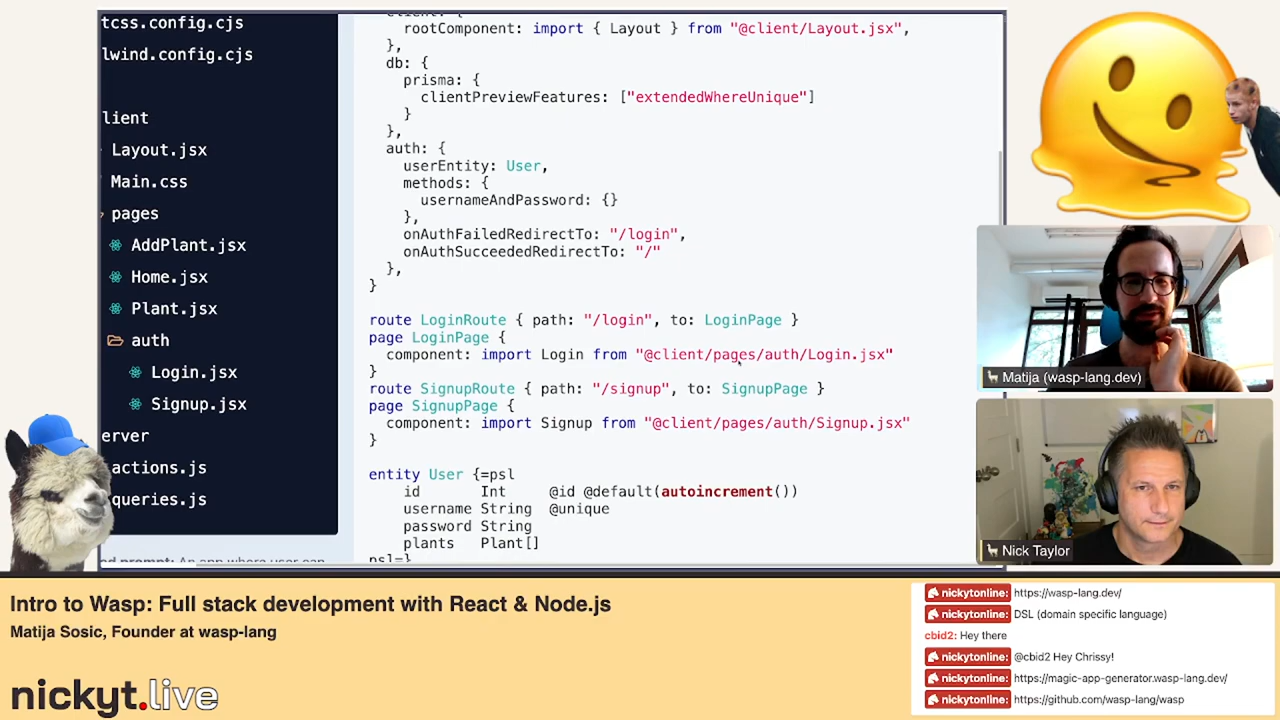 tcss.config.cjs
lwind.config.cjs
lient
Layout.jsx
Main.css
pages
AddPlant.jsx
Home.jsx
Plant.jsx
auth
Login.jsx
Signup.jsx
erver
actions.js
queries.js
client: {
rootComponent: import { Layout } from "@client/Layout.jsx",
},
db: {
prisma: {
clientPreviewFeatures: ["extendedWhereUnique"]
}
},
auth: {
userEntity: User,
methods: {
usernameAndPassword: {}
},
onAuthFailedRedirectTo: "/login",
onAuthSucceededRedirectTo: "/"
},
}
route LoginRoute { path: "/login", to: LoginPage }
page LoginPage {
component: import Login from "@client/pages/auth/Login.jsx"
}
route SignupRoute { path: "/signup", to: SignupPage }
page SignupPage {
component: import Signup from "@client/pages/auth/Signup.jsx"
}
entity User {=psl
id Int @id @default(autoincrement())
username String @unique
password String
plants Plant[]
psl=}
prompt: An app where user can
Matija (wasp-lang.dev)
Nick Taylor
Intro to Wasp: Full stack development with React & Node.js
Matija Sosic, Founder at wasp-lang
nickyt.live
nickytonline: https://wasp-lang.dev/
nickytonline: DSL (domain specific language)
cbid2: Hey there
nickytonline: @cbid2 Hey Chrissy!
nickytonline: https://magic-app-generator.wasp-lang.dev/
nickytonline: https://github.com/wasp-lang/wasp